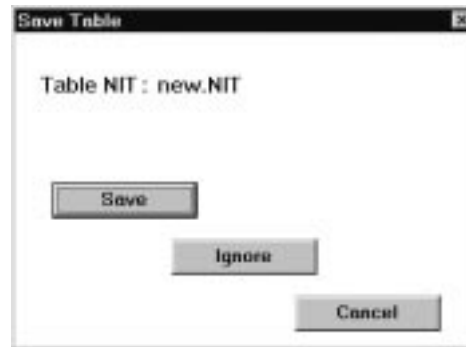 Save Table
Table NIT : new.NIT
Save
Ignore
Cancel